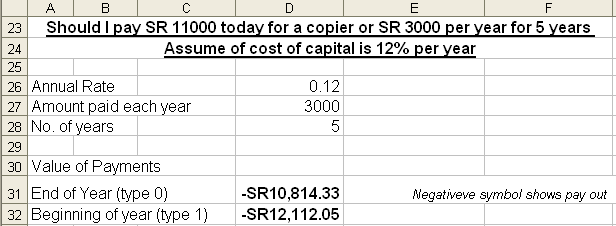 A B C D E F
23 Should I pay SR 11000 today for a copier or SR 3000 per year for 5 years
24 Assume of cost of capital is 12% per year
25
26 Annual Rate 0.12
27 Amount paid each year 3000
28 No. of years 5
29
30 Value of Payments
31 End of Year (type 0) -SR10,814.33 Negativeve symbol shows pay out
32 Beginning of year (type 1) -SR12,112.05